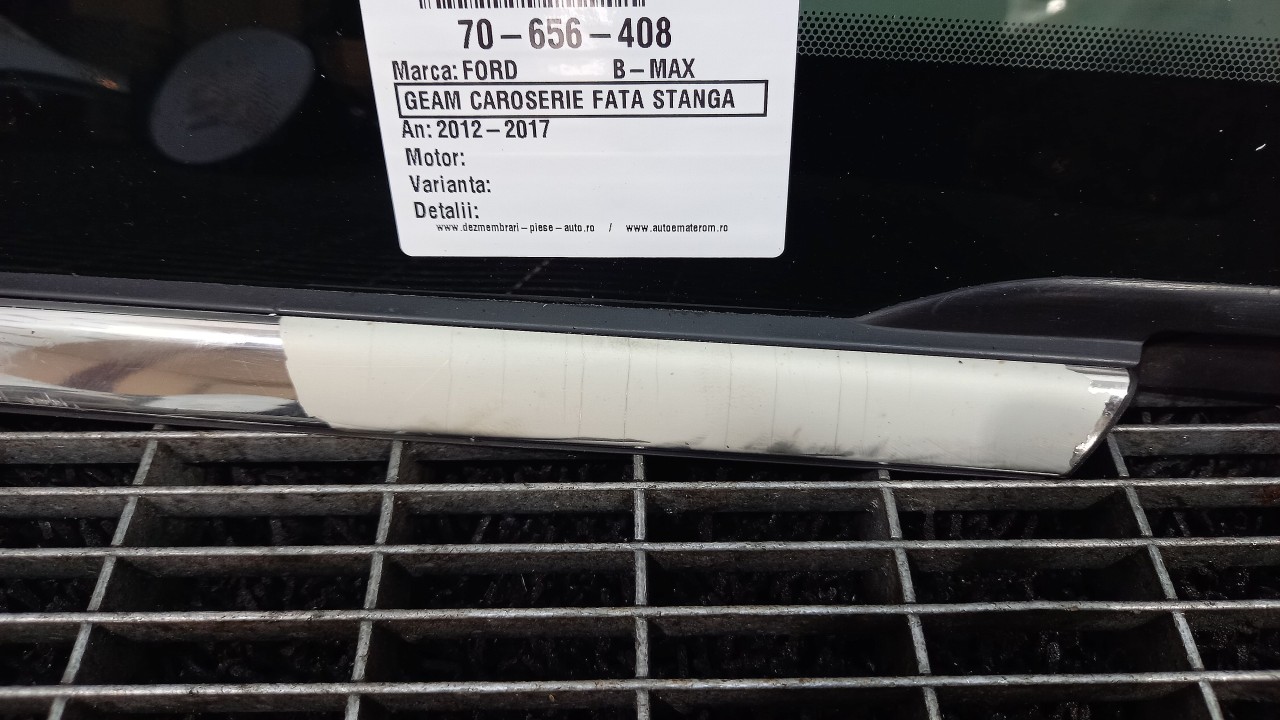 70-656-408
Marca: FORD B-MAX
GEAM CAROSERIE FATA STANGA
An: 2012-2017
Motor:
Varianta:
Detalii:
www.dezmembrari-piese-auto.ro / www.autoematerom.ro